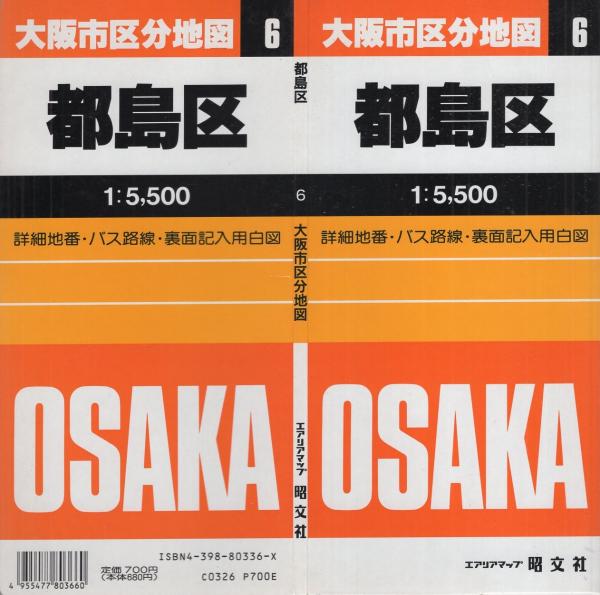 大阪市区分地図 6
都島区
1:5,500
詳細地番・バス路線・裏面記入用白図
OSAKA
ISBN4-398-80336-X
定価 700円
(本体680円)
C0326 P700E
4 955477 803660
都島区
6
大阪市区分地図
エアリアマップ
昭文社
大阪市区分地図 6
都島区
1:5,500
詳細地番・バス路線・裏面記入用白図
OSAKA
エアリアマップ 昭文社